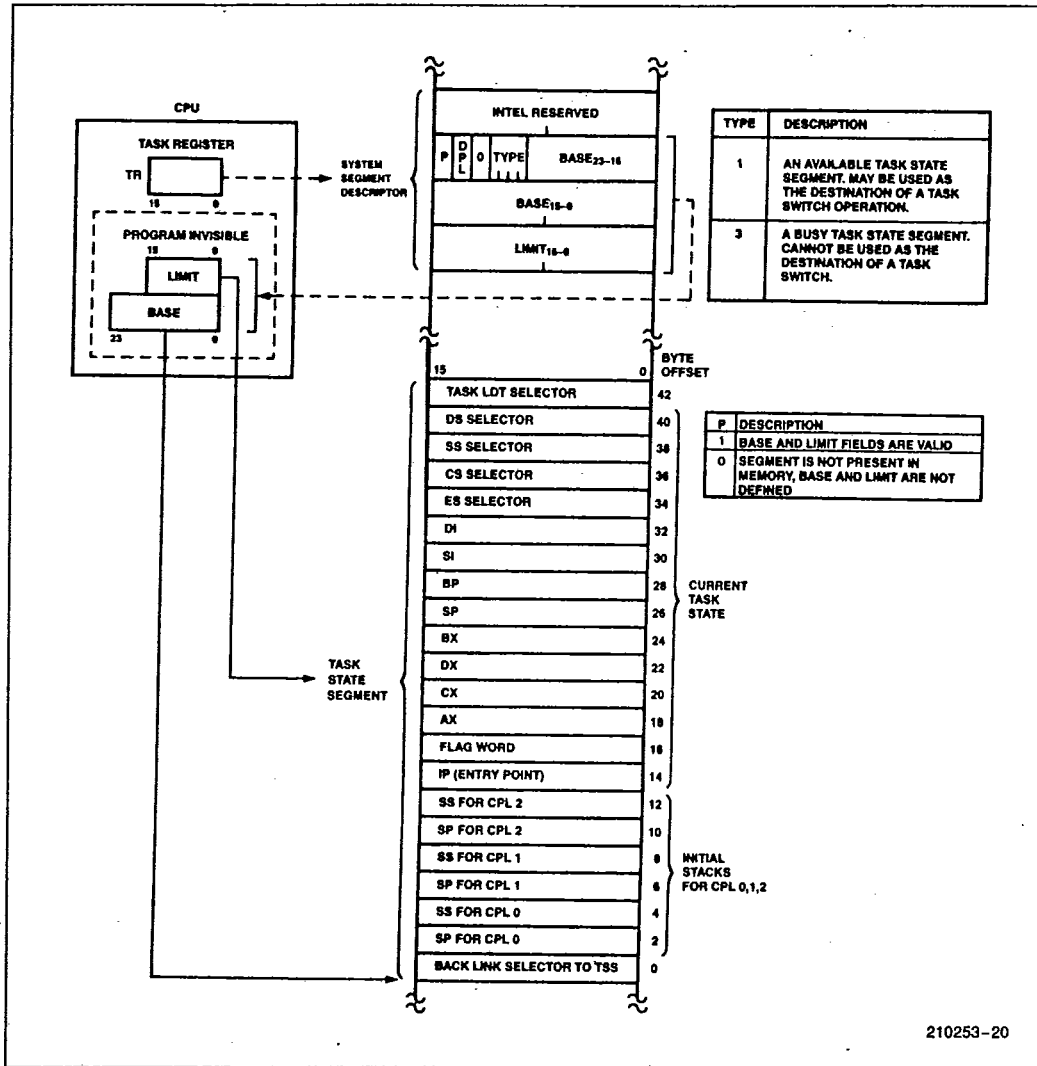 CPU
TASK REGISTER
TR
15 0
PROGRAM INVISIBLE
15 0
LIMIT
BASE
23 0
SYSTEM
SEGMENT
DESCRIPTOR
INTEL RESERVED
P DPL 0 TYPE BASE23-16
BASE15-0
LIMIT15-0
TYPE DESCRIPTION
1 AN AVAILABLE TASK STATE
SEGMENT. MAY BE USED AS
THE DESTINATION OF A TASK
SWITCH OPERATION.
3 A BUSY TASK STATE SEGMENT.
CANNOT BE USED AS THE
DESTINATION OF A TASK
SWITCH.
BYTE
OFFSET
15 0
TASK LDT SELECTOR 42
DS SELECTOR 40
SS SELECTOR 38
CS SELECTOR 36
ES SELECTOR 34
DI 32
SI 30
BP 28
SP 26
BX 24
DX 22
CX 20
AX 18
FLAG WORD 16
IP (ENTRY POINT) 14
SS FOR CPL 2 12
SP FOR CPL 2 10
SS FOR CPL 1 8
SP FOR CPL 1 6
SS FOR CPL 0 4
SP FOR CPL 0 2
BACK LINK SELECTOR TO TSS 0
TASK
STATE
SEGMENT
CURRENT
TASK
STATE
INITIAL
STACKS
FOR CPL 0,1,2
P DESCRIPTION
1 BASE AND LIMIT FIELDS ARE VALID
0 SEGMENT IS NOT PRESENT IN
MEMORY, BASE AND LIMIT ARE NOT
DEFINED
210253-20